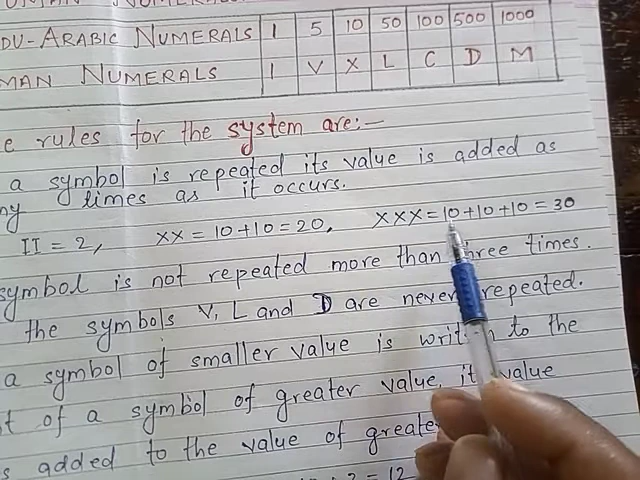 DU-ARABIC NUMERALS 1 5 10 50 100 500 1000
MAN NUMERALS I V X L C D M
e rules for the system are:-
a symbol is repeated its value is added as
ny times as it occurs.
II = 2, XX = 10+10=20, XXX=10+10+10=30
symbol is not repeated more than three times.
the symbols V, L and D are never repeated.
a symbol of smaller value is written to the
t of a symbol of greater value, it value
s added to the value of greate
2 = 12